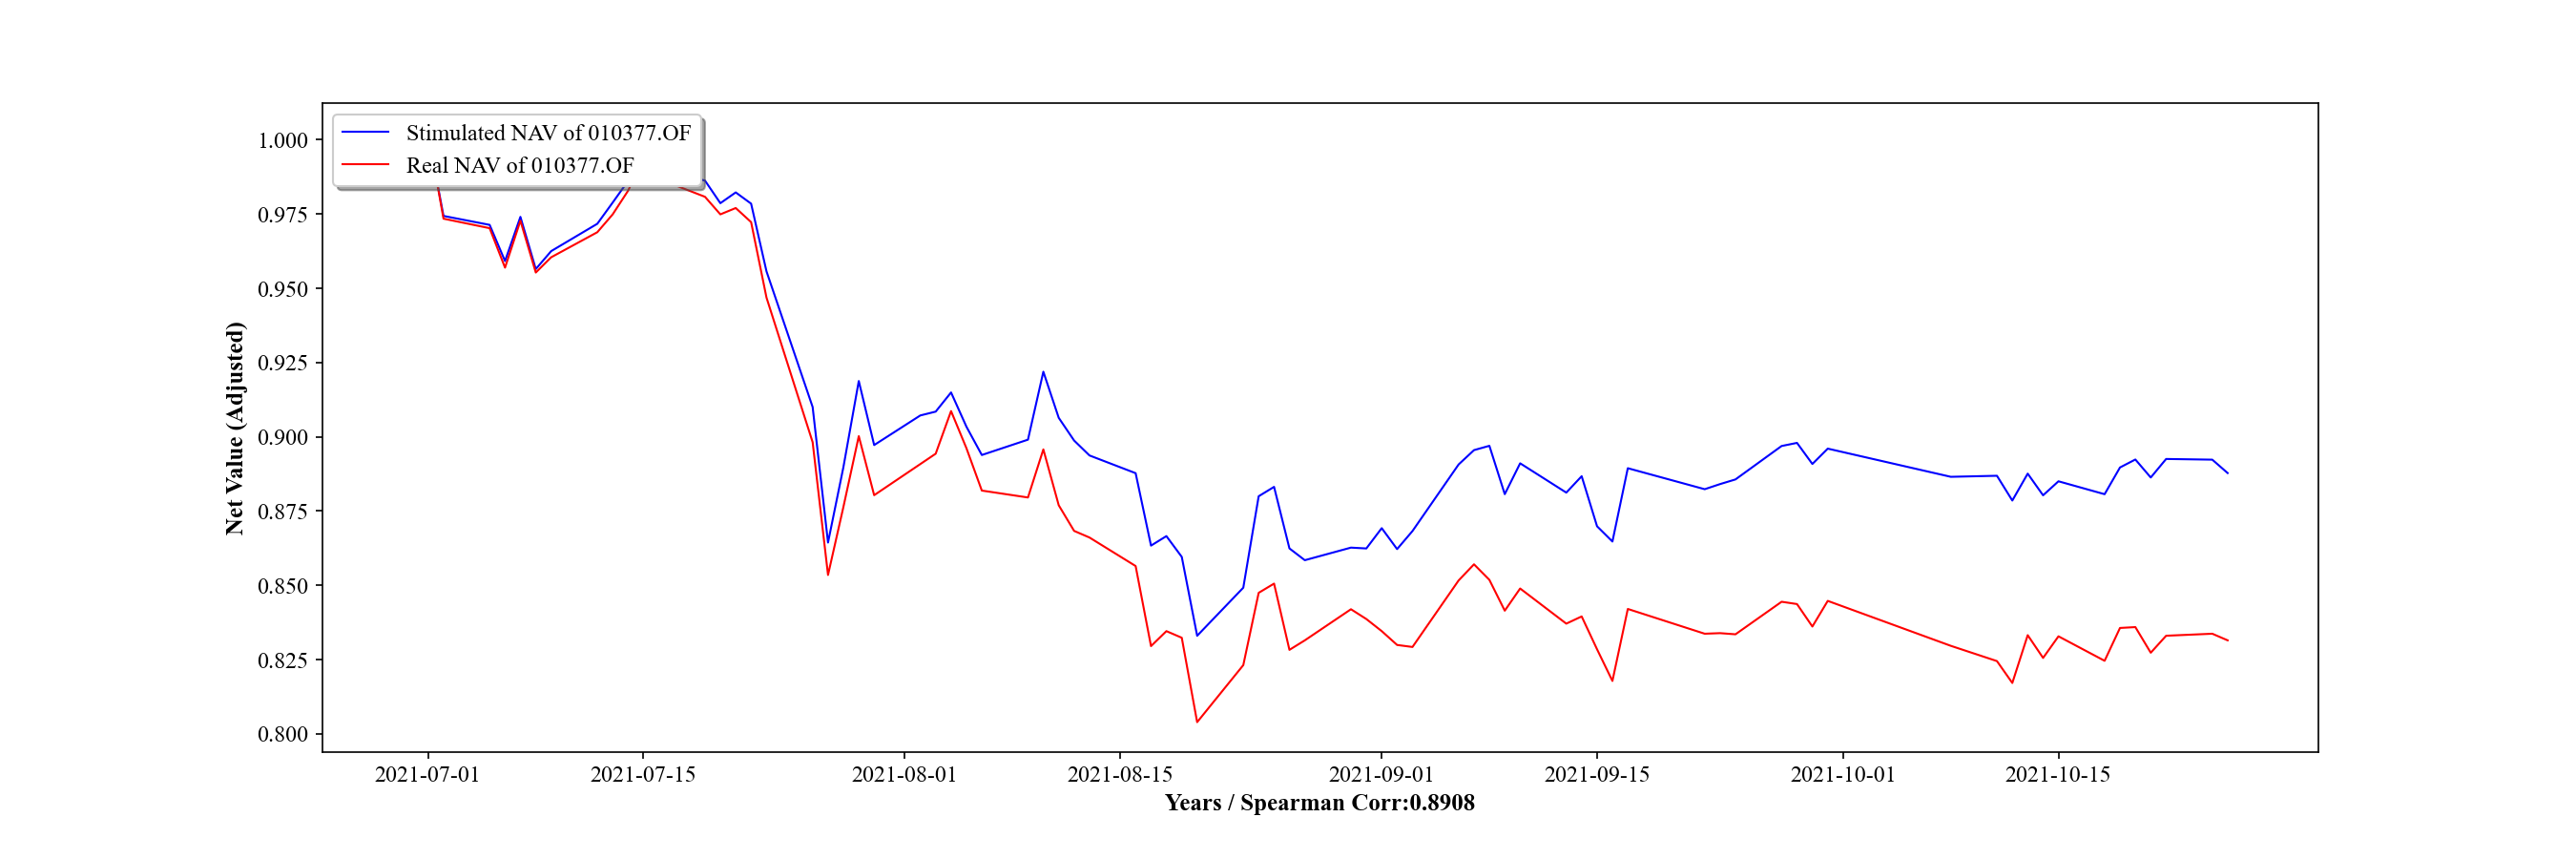 Stimulated NAV of 010377.OF
Real NAV of 010377.OF
Net Value (Adjusted)
1.000
0.975
0.950
0.925
0.900
0.875
0.850
0.825
0.800
2021-07-01 2021-07-15 2021-08-01 2021-08-15 2021-09-01 2021-09-15 2021-10-01 2021-10-15
Years / Spearman Corr:0.8908